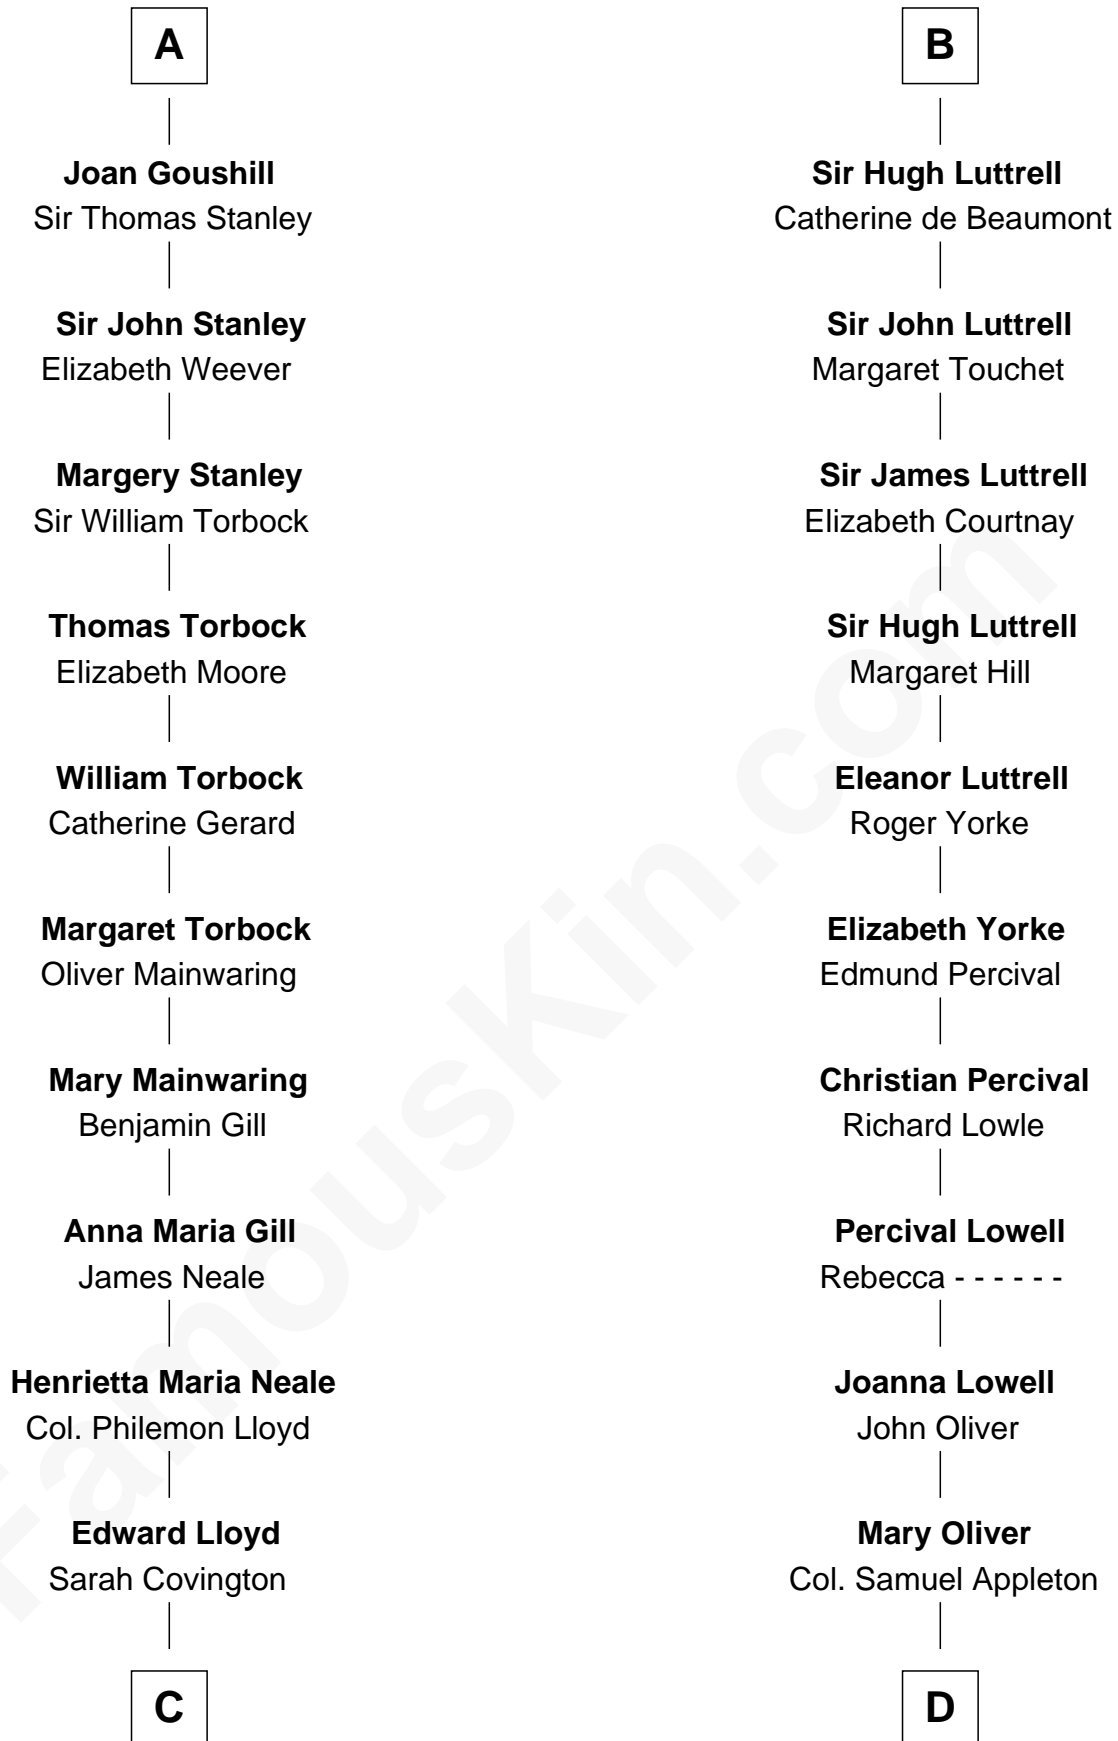 A
Joan Goushill
Sir Thomas Stanley
Sir John Stanley
Elizabeth Weever
Margery Stanley
Sir William Torbock
Thomas Torbock
Elizabeth Moore
William Torbock
Catherine Gerard
Margaret Torbock
Oliver Mainwaring
Mary Mainwaring
Benjamin Gill
Anna Maria Gill
James Neale
Henrietta Maria Neale
Col. Philemon Lloyd
Edward Lloyd
Sarah Covington
C
B
Sir Hugh Luttrell
Catherine de Beaumont
Sir John Luttrell
Margaret Touchet
Sir James Luttrell
Elizabeth Courtnay
Sir Hugh Luttrell
Margaret Hill
Eleanor Luttrell
Roger Yorke
Elizabeth Yorke
Edmund Percival
Christian Percival
Richard Lowle
Percival Lowell
Rebecca - - - - - -
Joanna Lowell
John Oliver
Mary Oliver
Col. Samuel Appleton
D
FamousKin.com